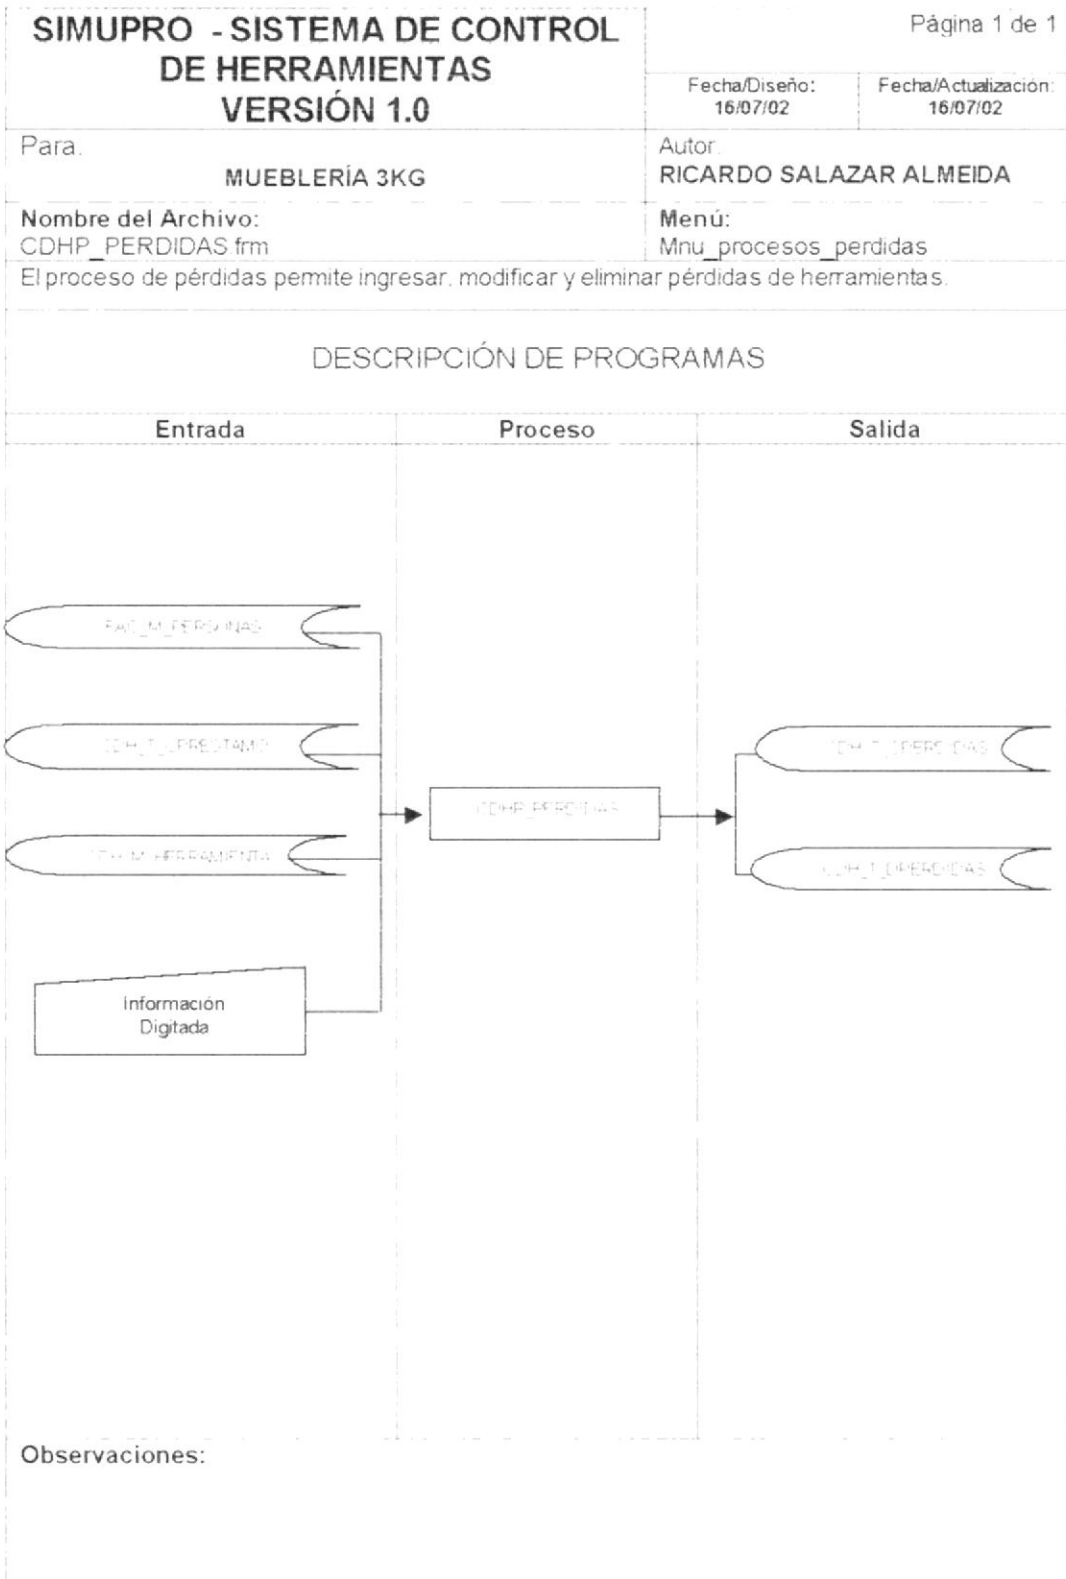 SIMUPRO - SISTEMA DE CONTROL
DE HERRAMIENTAS
VERSIÓN 1.0
Página 1 de 1
Fecha/Diseño:
16/07/02
Fecha/Actualización:
16/07/02
Para.
MUEBLERÍA 3KG
Autor.
RICARDO SALAZAR ALMEIDA
Nombre del Archivo:
CDHP_PERDIDAS.frm
Menú:
Mnu_procesos_perdidas
El proceso de pérdidas permite ingresar, modificar y eliminar pérdidas de herramientas.
DESCRIPCIÓN DE PROGRAMAS
Entrada
Proceso
Salida
CDHP_PERDIDAS
CDH_M_HERRAMIENTA
CDH_T_DPERDIDAS
Información
Digitada
Observaciones: